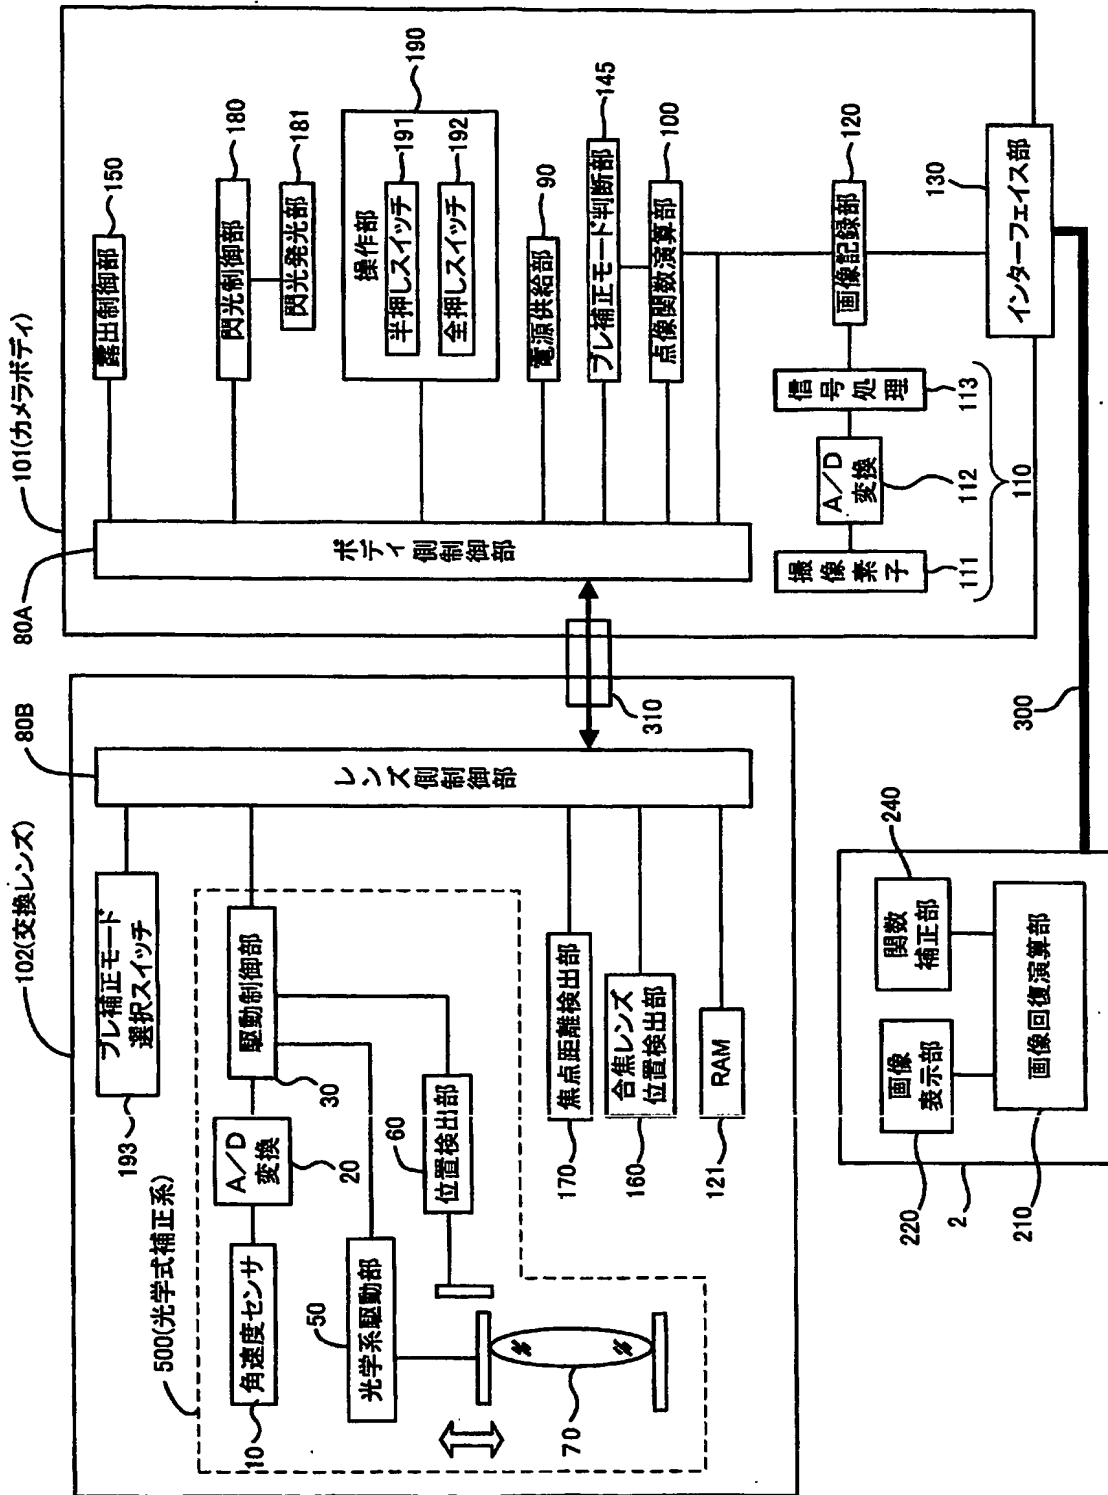 102(交換レンズ)
80B
ブレ補正モード
選択スイッチ
193
500(光学式補正系)
角速度センサ
10
A/D
変換
20
駆動制御部
30
光学系駆動部
50
位置検出部
60
70
レンズ側制御部
焦点距離検出部
170
合焦レンズ
位置検出部
160
RAM
121
310
101(カメラボディ)
80A
ボディ側制御部
露出制御部
150
閃光制御部
180
閃光発光部
181
操作部
190
半押しスイッチ
191
全押しスイッチ
192
電源供給部
90
ブレ補正モード判断部
145
点像関数演算部
100
撮像素子
111
A/D
変換
112
信号処理
113
110
画像記録部
120
インターフェイス部
130
300
画像
表示部
220
関数
補正部
240
画像回復演算部
210
2